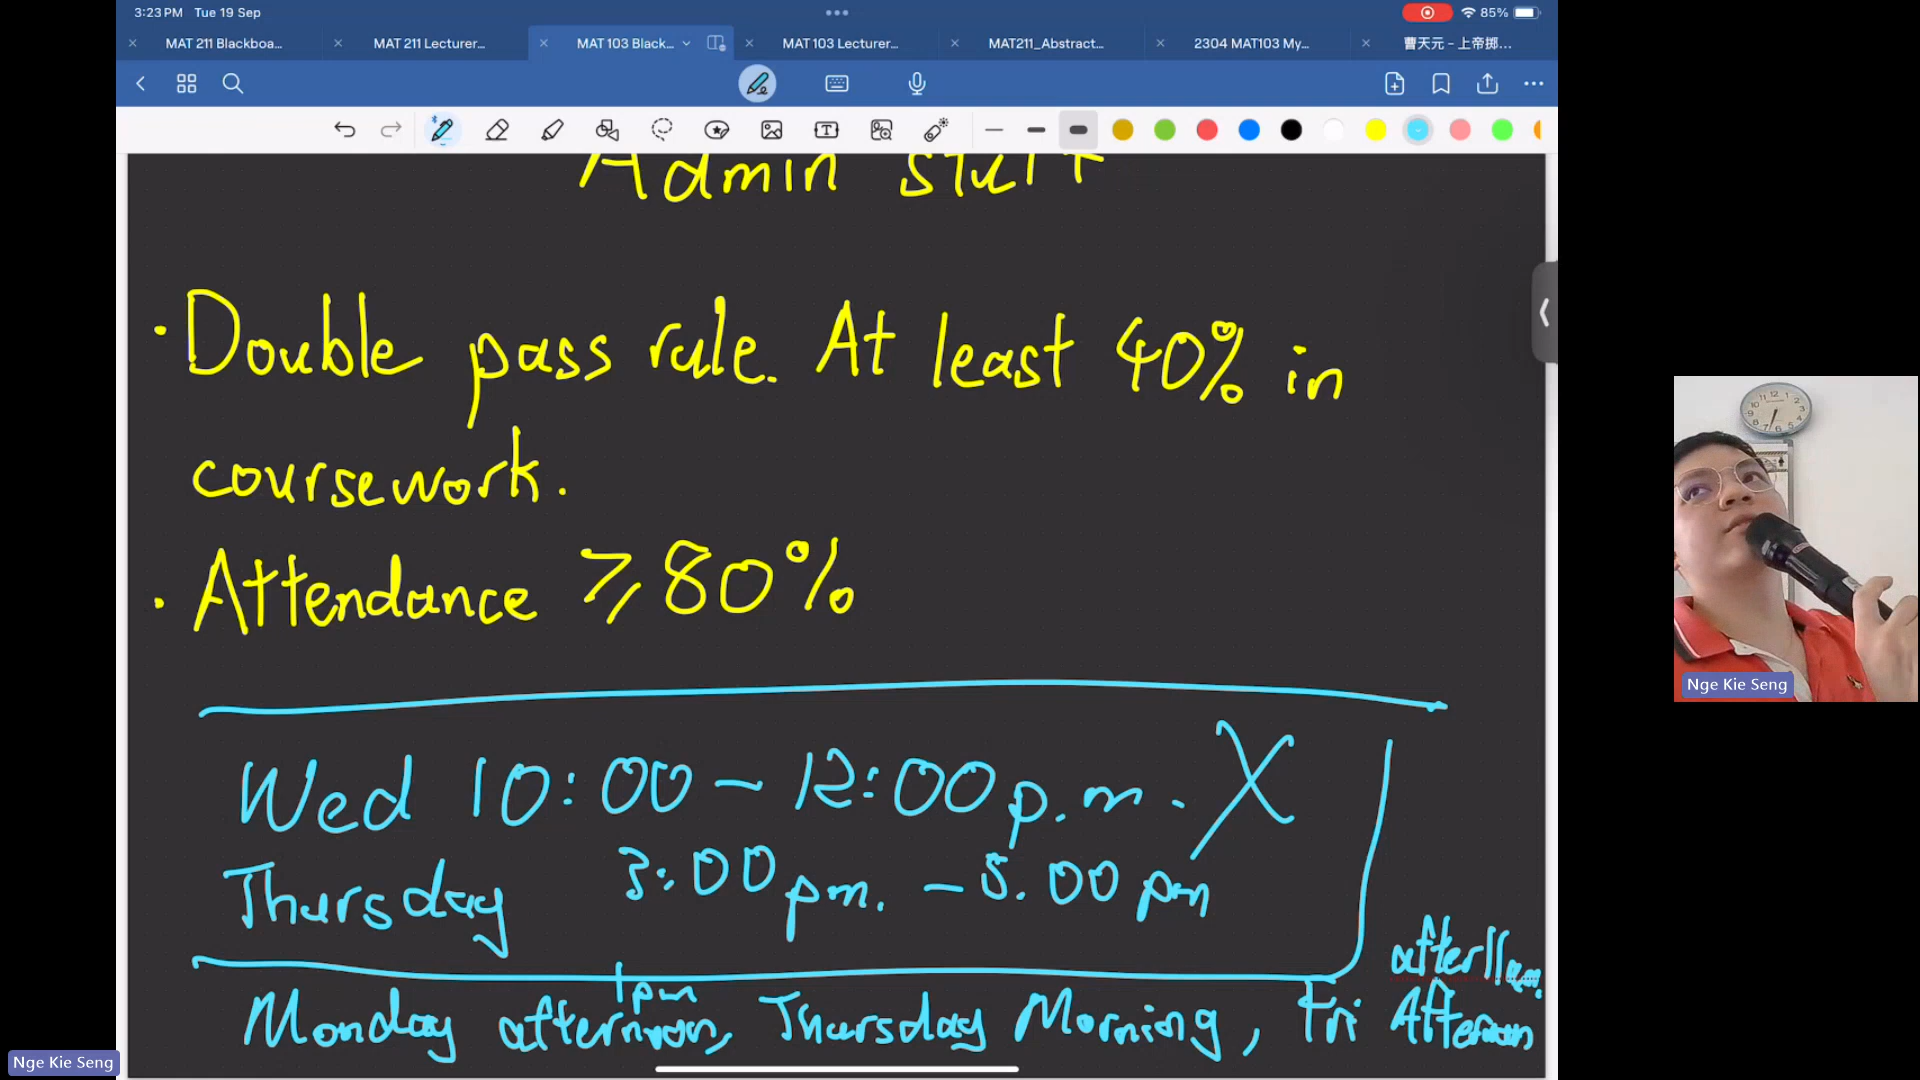 3:23 PM Tue 19 Sep
85%
MAT 211 Blackboa...
MAT 211 Lecturer...
MAT 103 Black...
MAT 103 Lecturer...
MAT211_Abstract...
2304 MAT103 My...
曹天元 - 上帝掷...
Admin stuff
· Double pass rule. At least 40% in
coursework.
· Attendance ≥ 80%
Wed 10:00 - 12:00 p.m. X
Thursday 3:00 pm. - 5.00 pm
after 11am.
1pm
Monday afternoon, Thursday Morning, Fri Afternoon
Nge Kie Seng
Nge Kie Seng